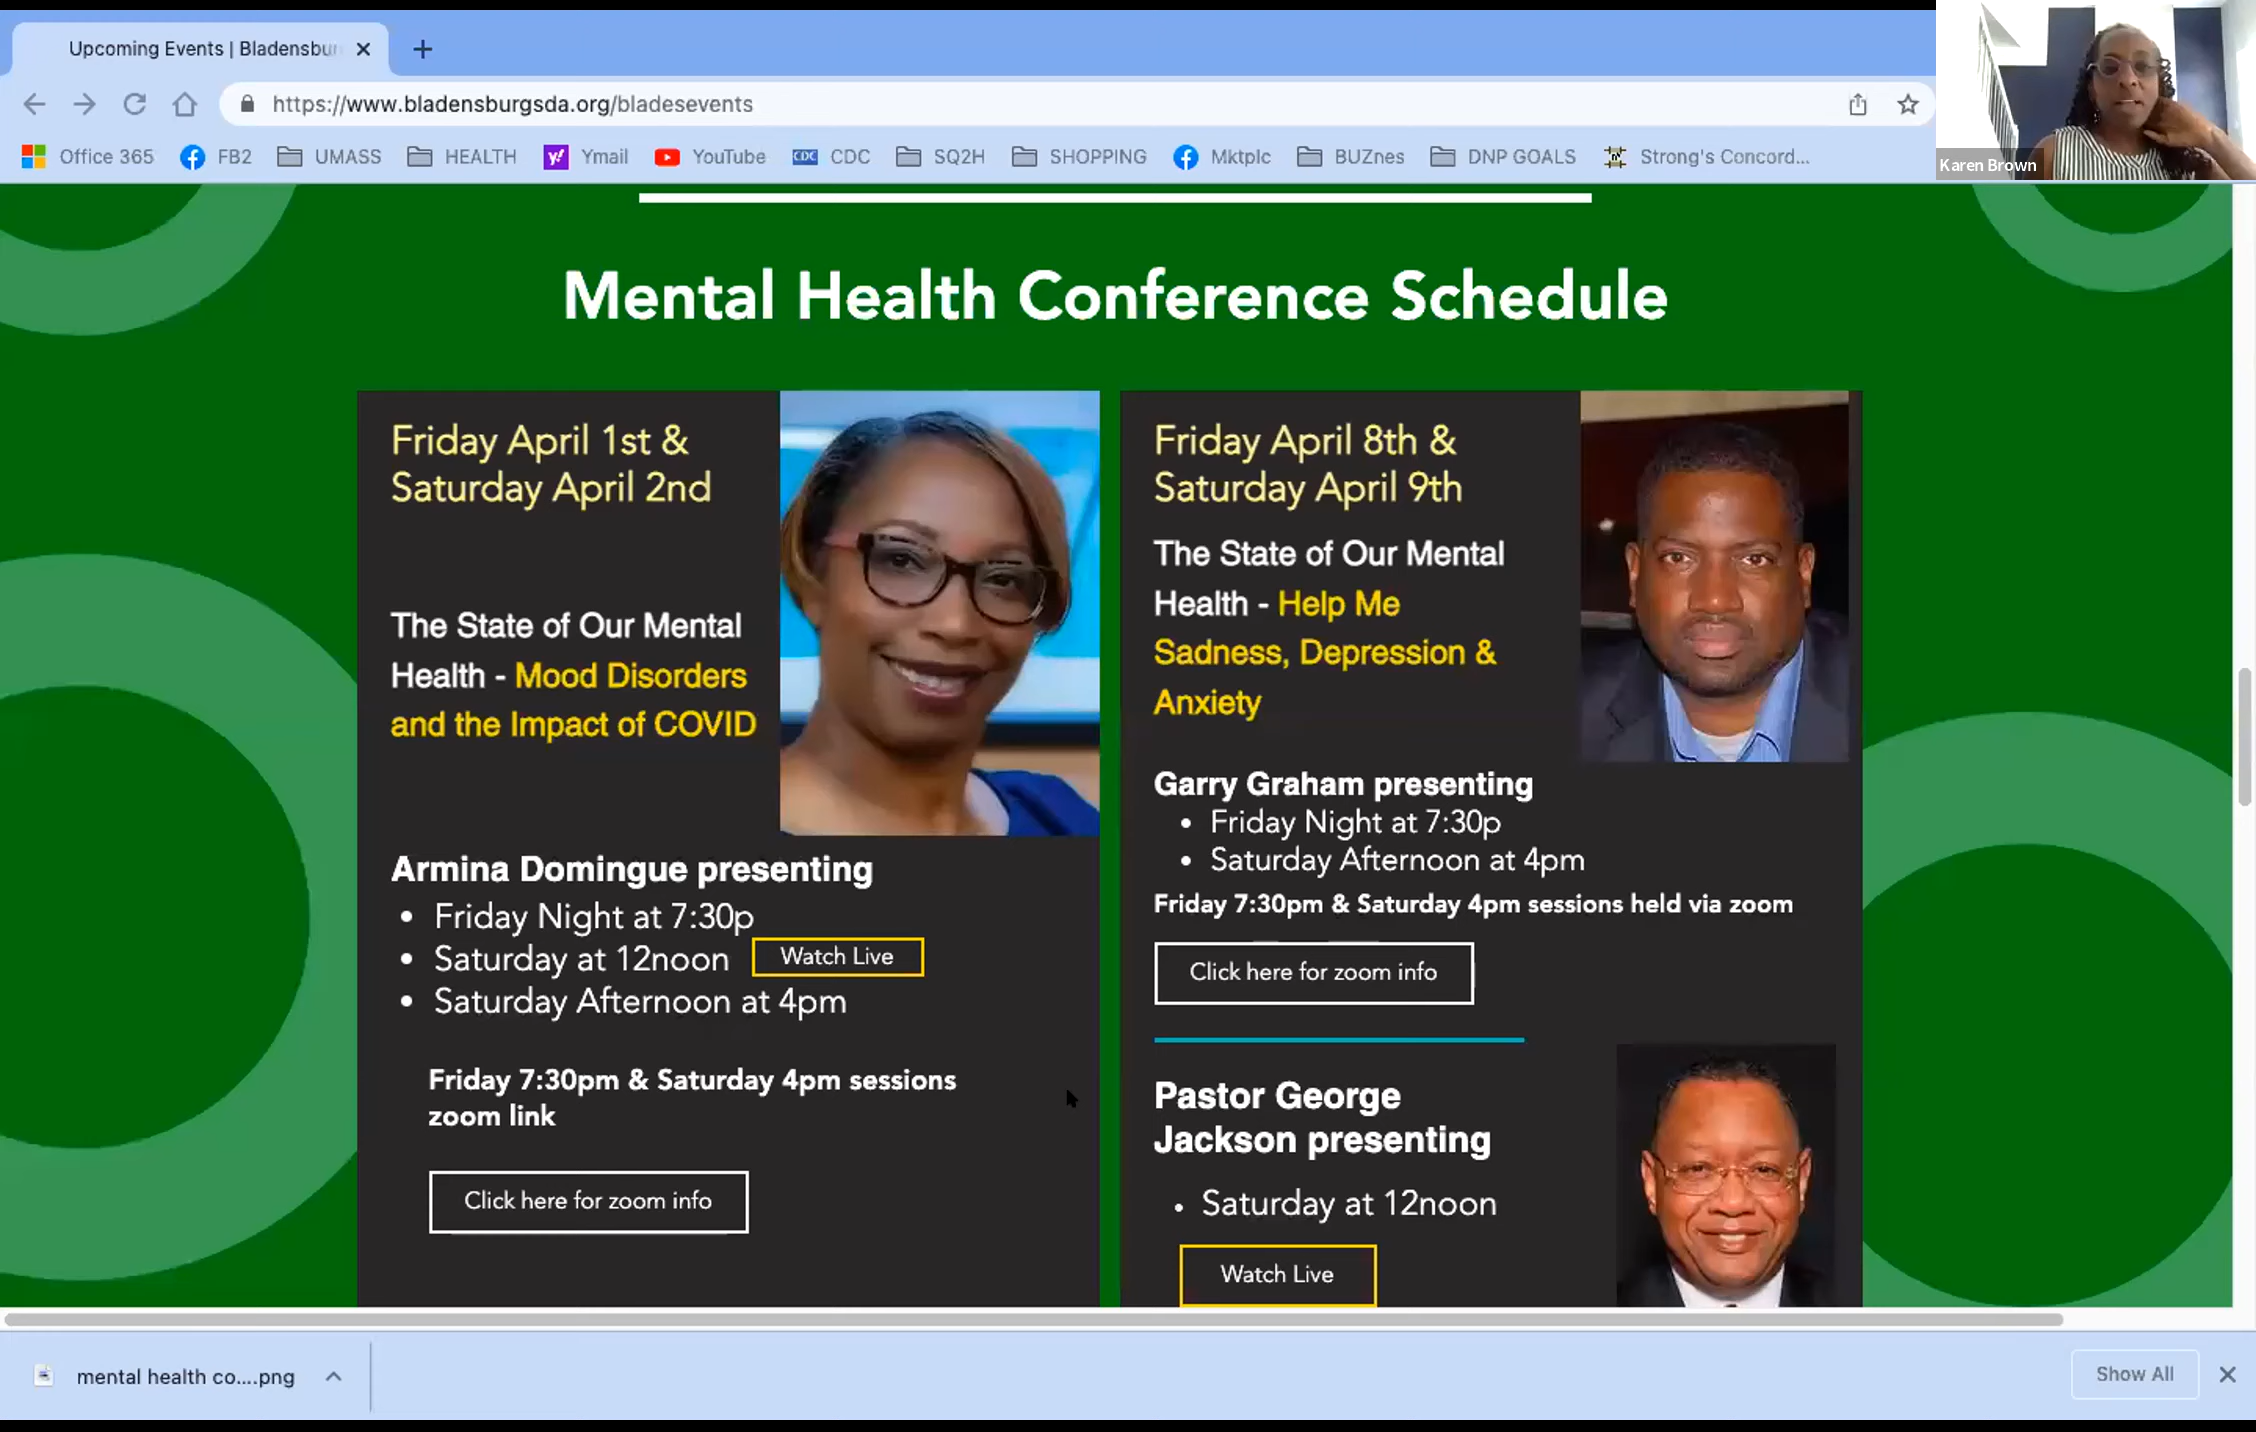 Upcoming Events | Bladensbur
https://www.bladensburgsda.org/bladesevents
Office 365 FB2 UMASS HEALTH Ymail YouTube CDC CDC SQ2H SHOPPING Mktplc BUZnes DNP GOALS Strong's Concord...
Karen Brown
Mental Health Conference Schedule
Friday April 1st &
Saturday April 2nd
The State of Our Mental
Health - Mood Disorders
and the Impact of COVID
Armina Domingue presenting
• Friday Night at 7:30p
• Saturday at 12noon Watch Live
• Saturday Afternoon at 4pm
Friday 7:30pm & Saturday 4pm sessions
zoom link
Click here for zoom info
Friday April 8th &
Saturday April 9th
The State of Our Mental
Health - Help Me
Sadness, Depression &
Anxiety
Garry Graham presenting
• Friday Night at 7:30p
• Saturday Afternoon at 4pm
Friday 7:30pm & Saturday 4pm sessions held via zoom
Click here for zoom info
Pastor George
Jackson presenting
• Saturday at 12noon
Watch Live
mental health co....png
Show All